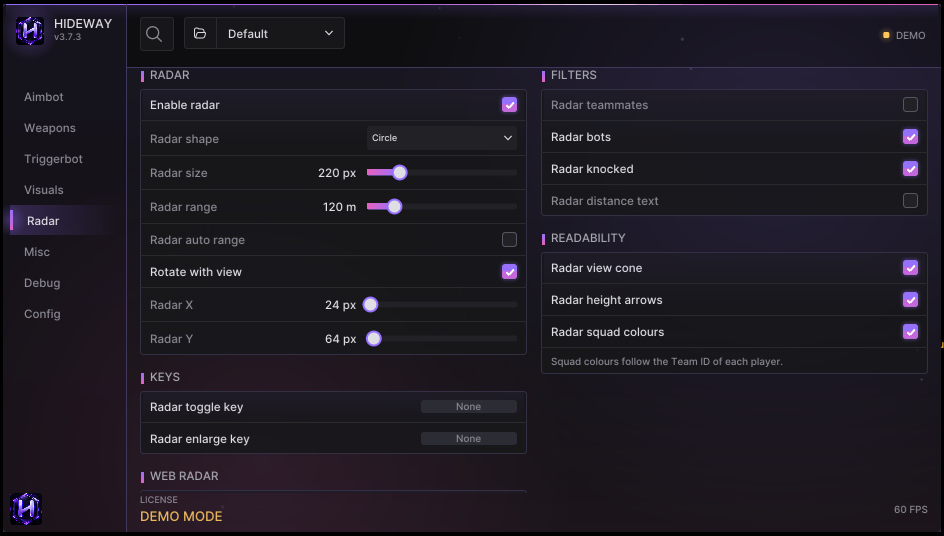 HIDEWAY
v3.7.3
Default
DEMO
Aimbot
Weapons
Triggerbot
Visuals
Radar
Misc
Debug
Config
RADAR
Enable radar
Radar shape
Circle
Radar size
220 px
Radar range
120 m
Radar auto range
Rotate with view
Radar X
24 px
Radar Y
64 px
KEYS
Radar toggle key
None
Radar enlarge key
None
WEB RADAR
FILTERS
Radar teammates
Radar bots
Radar knocked
Radar distance text
READABILITY
Radar view cone
Radar height arrows
Radar squad colours
Squad colours follow the Team ID of each player.
LICENSE
DEMO MODE
60 FPS